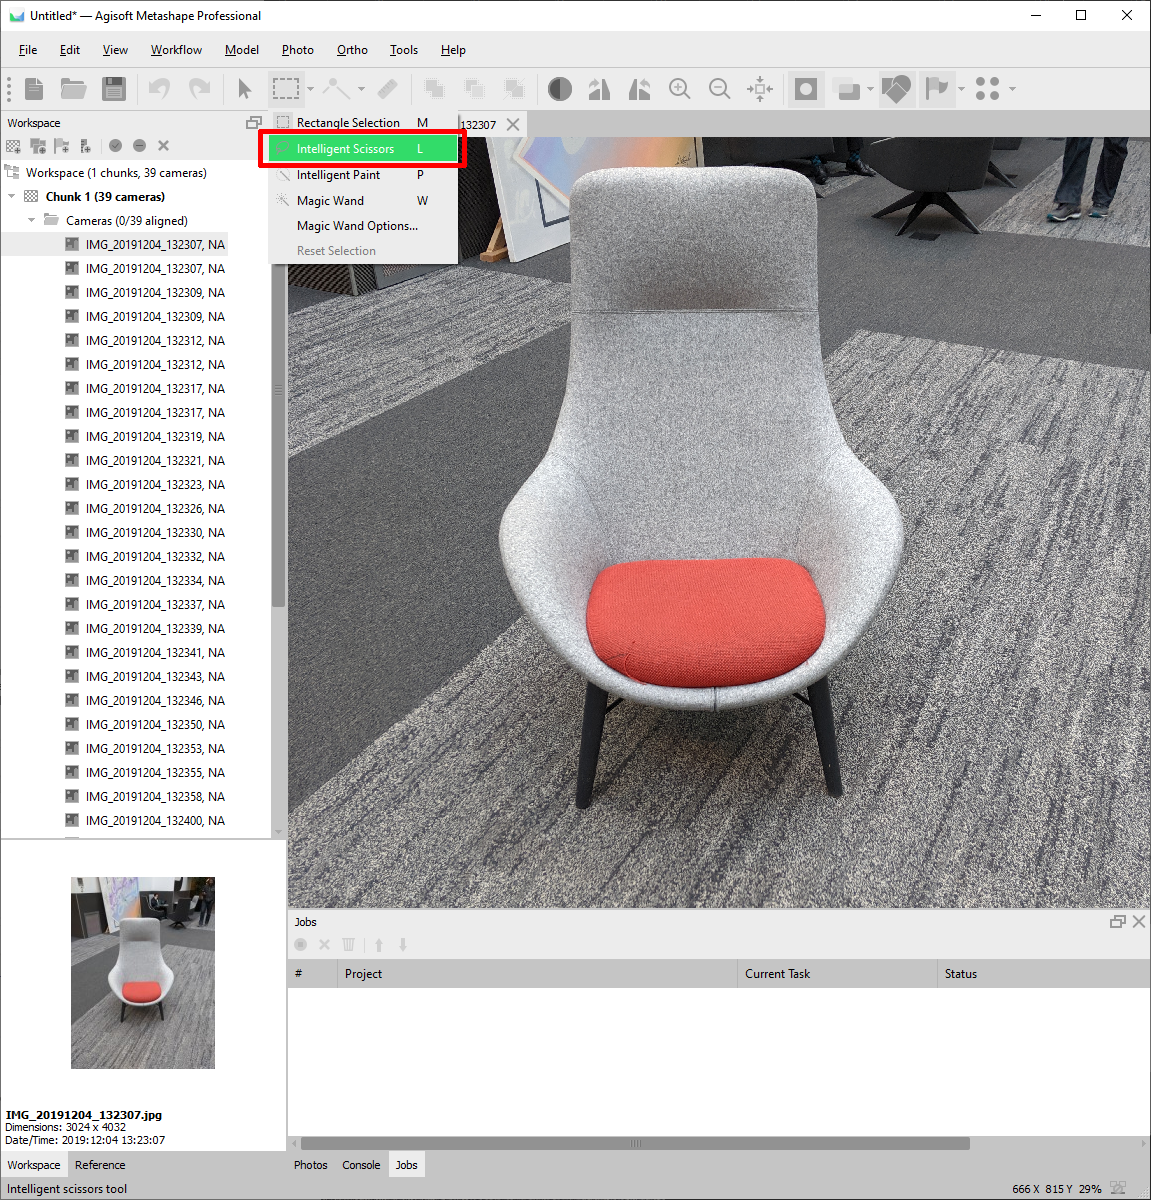 Untitled* — Agisoft Metashape Professional
File Edit View Workflow Model Photo Ortho Tools Help
Workspace
132307
Rectangle Selection M
Intelligent Scissors L
Intelligent Paint P
Magic Wand W
Magic Wand Options...
Reset Selection
Workspace (1 chunks, 39 cameras)
Chunk 1 (39 cameras)
Cameras (0/39 aligned)
IMG_20191204_132307, NA
IMG_20191204_132307, NA
IMG_20191204_132309, NA
IMG_20191204_132309, NA
IMG_20191204_132312, NA
IMG_20191204_132312, NA
IMG_20191204_132317, NA
IMG_20191204_132317, NA
IMG_20191204_132319, NA
IMG_20191204_132321, NA
IMG_20191204_132323, NA
IMG_20191204_132326, NA
IMG_20191204_132330, NA
IMG_20191204_132332, NA
IMG_20191204_132334, NA
IMG_20191204_132337, NA
IMG_20191204_132339, NA
IMG_20191204_132341, NA
IMG_20191204_132343, NA
IMG_20191204_132346, NA
IMG_20191204_132350, NA
IMG_20191204_132353, NA
IMG_20191204_132355, NA
IMG_20191204_132358, NA
IMG_20191204_132400, NA
IMG_20191204_132307.jpg
Dimensions: 3024 x 4032
Date/Time: 2019:12:04 13:23:07
Workspace Reference
Jobs
# Project Current Task Status
Photos Console Jobs
Intelligent scissors tool
666 X 815 Y 29%